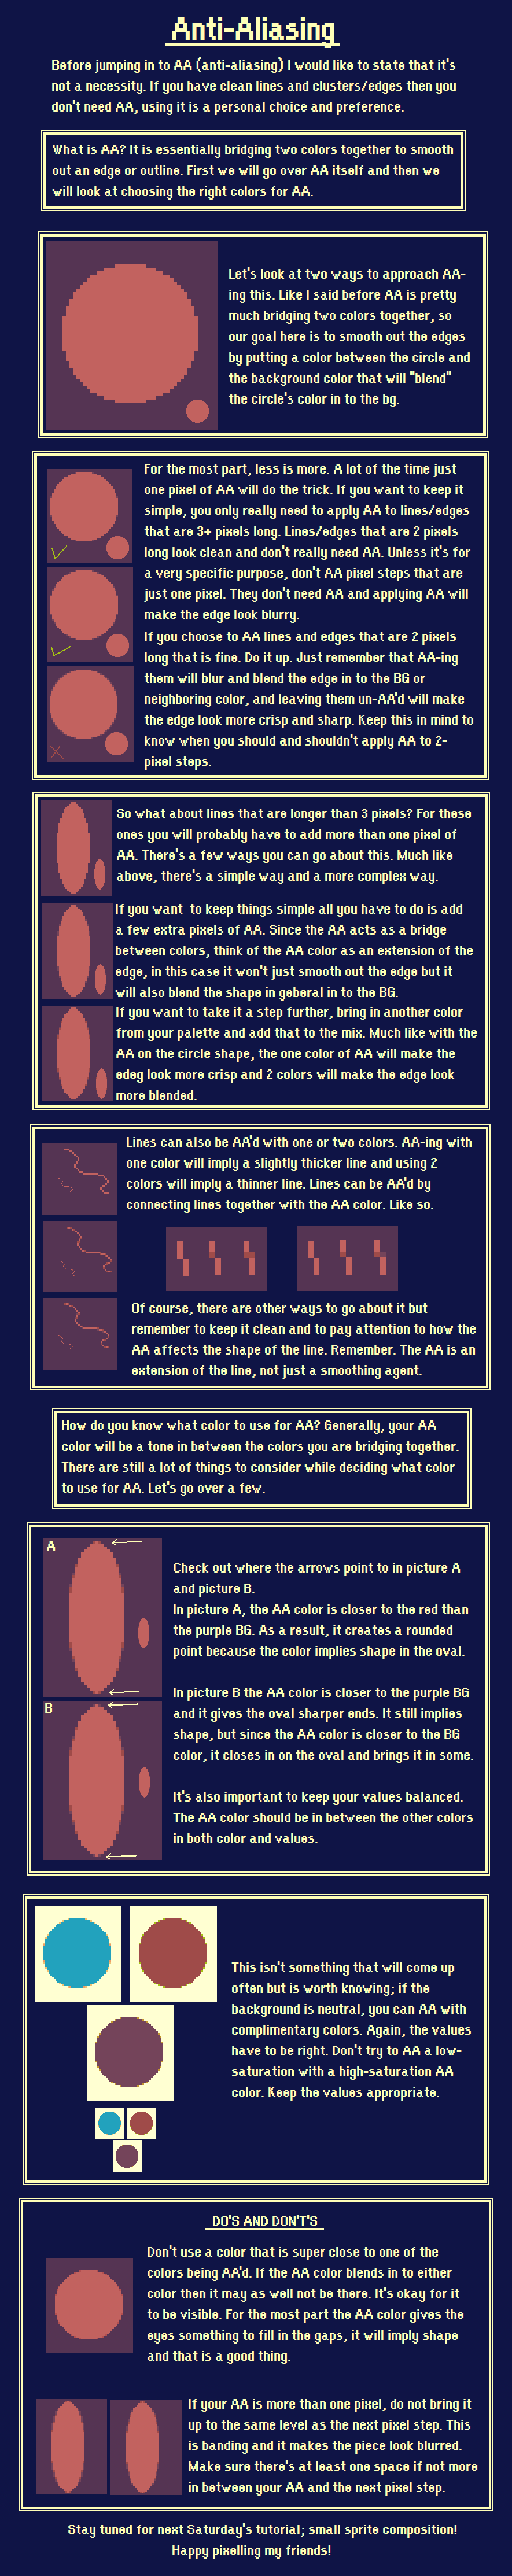 Anti-Aliasing
Before jumping in to AA (anti-aliasing) I would like to state that it's
not a necessity. If you have clean lines and clusters/edges then you
don't need AA, using it is a personal choice and preference.
What is AA? It is essentially bridging two colors together to smooth
out an edge or outline. First we will go over AA itself and then we
will look at choosing the right colors for AA.
Let's look at two ways to approach AA-
ing this. Like I said before AA is pretty
much bridging two colors together, so
our goal here is to smooth out the edges
by putting a color between the circle and
the background color that will "blend"
the circle's color in to the bg.
For the most part, less is more. A lot of the time just
one pixel of AA will do the trick. If you want to keep it
simple, you only really need to apply AA to lines/edges
that are 3+ pixels long. Lines/edges that are 2 pixels
long look clean and don't really need AA. Unless it's for
a very specific purpose, don't AA pixel steps that are
just one pixel. They don't need AA and applying AA will
make the edge look blurry.
If you choose to AA lines and edges that are 2 pixels
long that is fine. Do it up. Just remember that AA-ing
them will blur and blend the edge in to the BG or
neighboring color, and leaving them un-AA'd will make
the edge look more crisp and sharp. Keep this in mind to
know when you should and shouldn't apply AA to 2-
pixel steps.
So what about lines that are longer than 3 pixels? For these
ones you will probably have to add more than one pixel of
AA. There's a few ways you can go about this. Much like
above, there's a simple way and a more complex way.
If you want to keep things simple all you have to do is add
a few extra pixels of AA. Since the AA acts as a bridge
between colors, think of the AA color as an extension of the
edge, in this case it won't just smooth out the edge but it
will also blend the shape in geberal in to the BG.
If you want to take it a step further, bring in another color
from your palette and add that to the mix. Much like with the
AA on the circle shape, the one color of AA will make the
edeg look more crisp and 2 colors will make the edge look
more blended.
Lines can also be AA'd with one or two colors. AA-ing with
one color will imply a slightly thicker line and using 2
colors will imply a thinner line. Lines can be AA'd by
connecting lines together with the AA color. Like so.
Of course, there are other ways to go about it but
remember to keep it clean and to pay attention to how the
AA affects the shape of the line. Remember. The AA is an
extension of the line, not just a smoothing agent.
How do you know what color to use for AA? Generally, your AA
color will be a tone in between the colors you are bridging together.
There are still a lot of things to consider while deciding what color
to use for AA. Let's go over a few.
A
Check out where the arrows point to in picture A
and picture B.
In picture A, the AA color is closer to the red than
the purple BG. As a result, it creates a rounded
point because the color implies shape in the oval.
B
In picture B the AA color is closer to the purple BG
and it gives the oval sharper ends. It still implies
shape, but since the AA color is closer to the BG
color, it closes in on the oval and brings it in some.
It's also important to keep your values balanced.
The AA color should be in between the other colors
in both color and values.
This isn't something that will come up
often but is worth knowing; if the
background is neutral, you can AA with
complimentary colors. Again, the values
have to be right. Don't try to AA a low-
saturation with a high-saturation AA
color. Keep the values appropriate.
DO'S AND DON'T'S
Don't use a color that is super close to one of the
colors being AA'd. If the AA color blends in to either
color then it may as well not be there. It's okay for it
to be visible. For the most part the AA color gives the
eyes something to fill in the gaps, it will imply shape
and that is a good thing.
If your AA is more than one pixel, do not bring it
up to the same level as the next pixel step. This
is banding and it makes the piece look blurred.
Make sure there's at least one space if not more
in between your AA and the next pixel step.
Stay tuned for next Saturday's tutorial; small sprite composition!
Happy pixelling my friends!